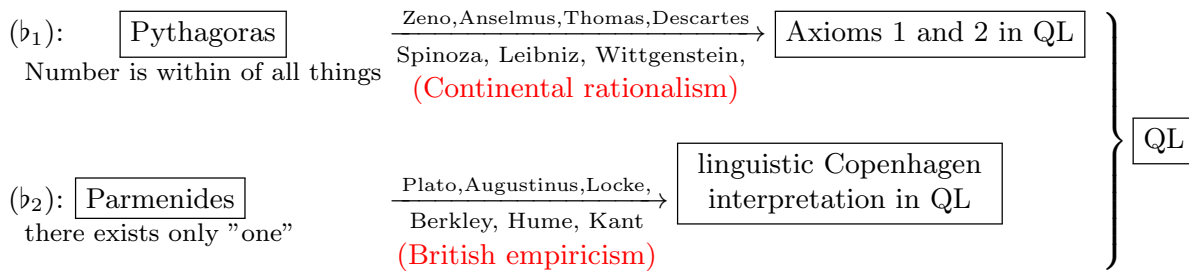 (♭₁): Pythagoras
Number is within of all things
Zeno,Anselmus,Thomas,Descartes
Spinoza, Leibniz, Wittgenstein,
(Continental rationalism)
Axioms 1 and 2 in QL
(♭₂): Parmenides
there exists only ”one”
Plato,Augustinus,Locke,
Berkley, Hume, Kant
(British empiricism)
linguistic Copenhagen
interpretation in QL
QL